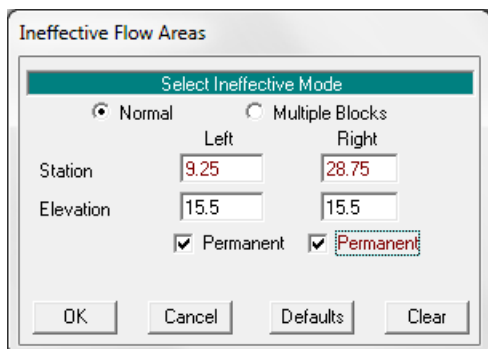 Ineffective Flow Areas
Select Ineffective Mode
Normal Multiple Blocks
Left Right
Station 9.25 28.75
Elevation 15.5 15.5
Permanent Permanent
OK Cancel Defaults Clear